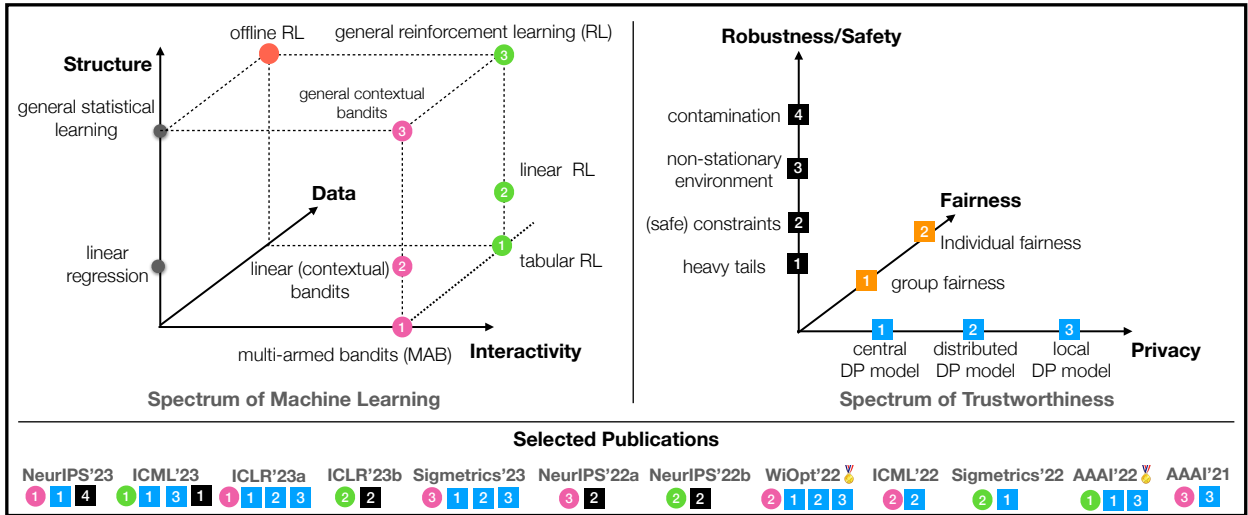 offline RL
general reinforcement learning (RL)
Structure
3
general statistical
learning
general contextual
bandits
3
linear RL
2
Data
1
tabular RL
linear
regression
linear (contextual)
bandits
2
1
multi-armed bandits (MAB)
Interactivity
Spectrum of Machine Learning
Robustness/Safety
contamination
4
non-stationary
environment
3
(safe) constraints
2
heavy tails
1
Fairness
2
Individual fairness
1
group fairness
1
2
3
central
DP model
distributed
DP model
local
DP model
Privacy
Spectrum of Trustworthiness
Selected Publications
NeurIPS'23
1 1 4
ICML'23
1 1 3 1
ICLR'23a
1 1 2 3
ICLR'23b
2 2
Sigmetrics'23
3 1 2 3
NeurIPS'22a
3 2
NeurIPS'22b
2 2
WiOpt'22
2 1 2 3
ICML'22
2 2
Sigmetrics'22
2 1
AAAI'22
1 1 3
AAAI'21
3 3